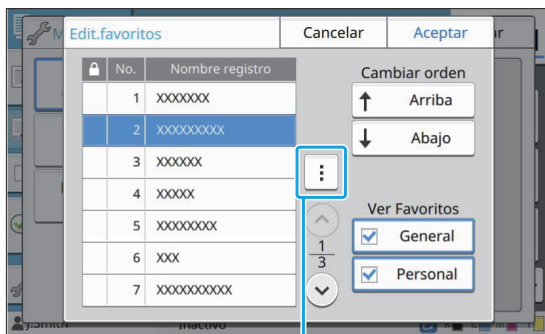 Edit.favoritos
Cancelar
Aceptar
No.
Nombre registro
1 XXXXXXX
2 XXXXXXXXX
3 XXXXXX
4 XXXXX
5 XXXXXXXX
6 XXX
7 XXXXXXXXXX
1
3
Cambiar orden
Arriba
Abajo
Ver Favoritos
General
Personal
J.Smith
Inactivo